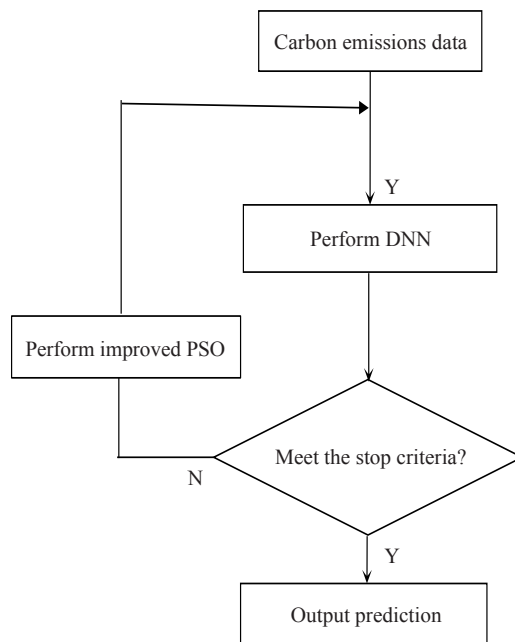 Carbon emissions data
Y
Perform DNN
Perform improved PSO
Meet the stop criteria?
N
Y
Output prediction